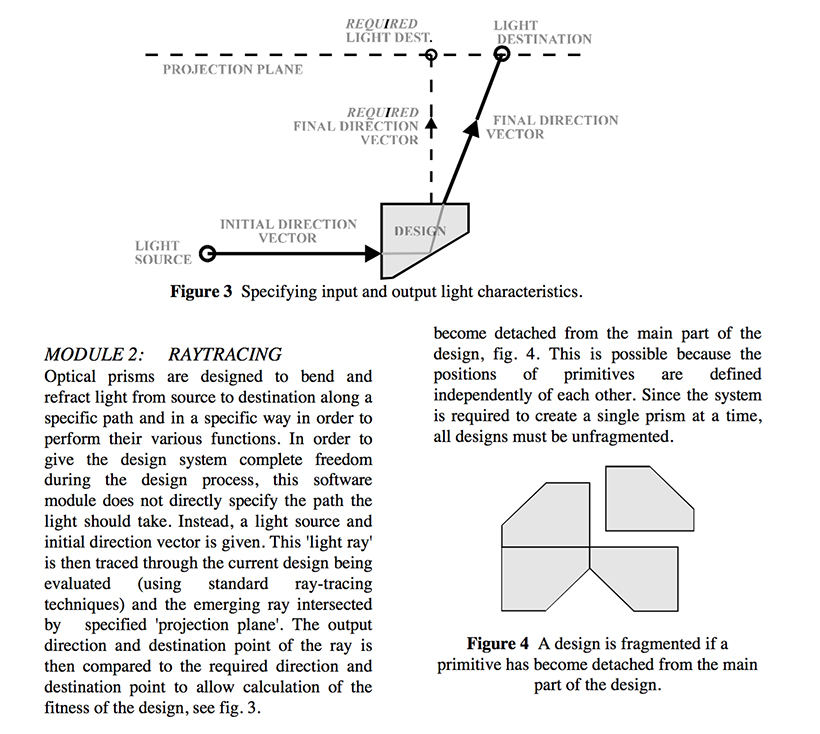 REQUIRED
LIGHT DEST.
LIGHT
DESTINATION
PROJECTION PLANE
REQUIRED
FINAL DIRECTION
VECTOR
FINAL DIRECTION
VECTOR
INITIAL DIRECTION
VECTOR
DESIGN
LIGHT
SOURCE
Figure 3 Specifying input and output light characteristics.
MODULE 2: RAYTRACING
Optical prisms are designed to bend and
refract light from source to destination along a
specific path and in a specific way in order to
perform their various functions. In order to
give the design system complete freedom
during the design process, this software
module does not directly specify the path the
light should take. Instead, a light source and
initial direction vector is given. This 'light ray'
is then traced through the current design being
evaluated (using standard ray-tracing
techniques) and the emerging ray intersected
by specified 'projection plane'. The output
direction and destination point of the ray is
then compared to the required direction and
destination point to allow calculation of the
fitness of the design, see fig. 3.
become detached from the main part of the
design, fig. 4. This is possible because the
positions of primitives are defined
independently of each other. Since the system
is required to create a single prism at a time,
all designs must be unfragmented.
Figure 4 A design is fragmented if a
primitive has become detached from the main
part of the design.